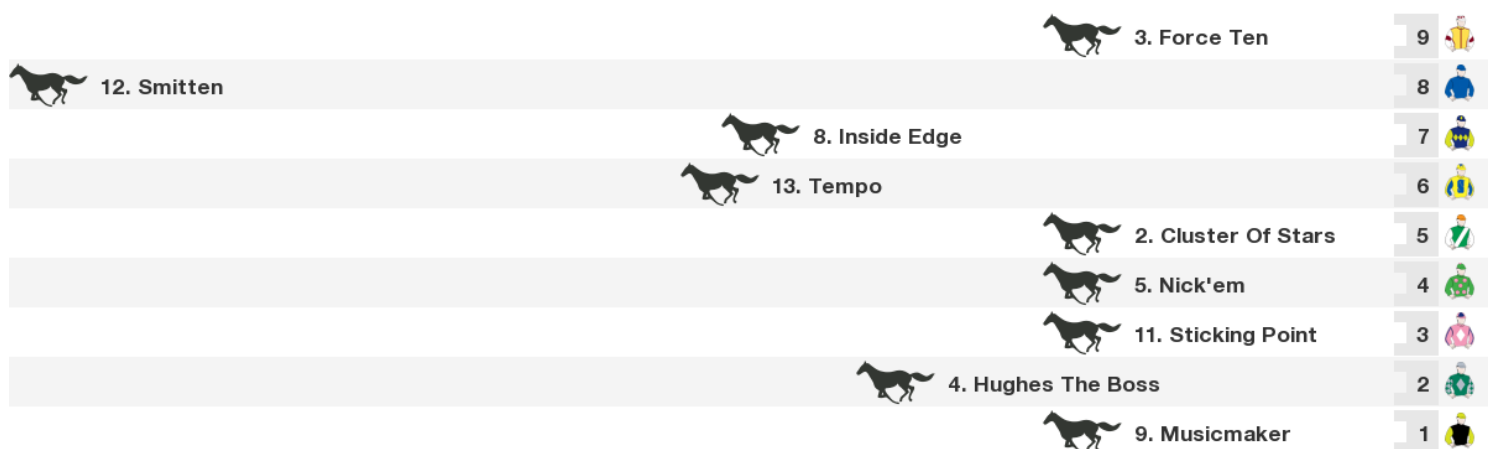 3. Force Ten 9
12. Smitten 8
8. Inside Edge 7
13. Tempo 6
2. Cluster Of Stars 5
5. Nick'em 4
11. Sticking Point 3
4. Hughes The Boss 2
9. Musicmaker 1